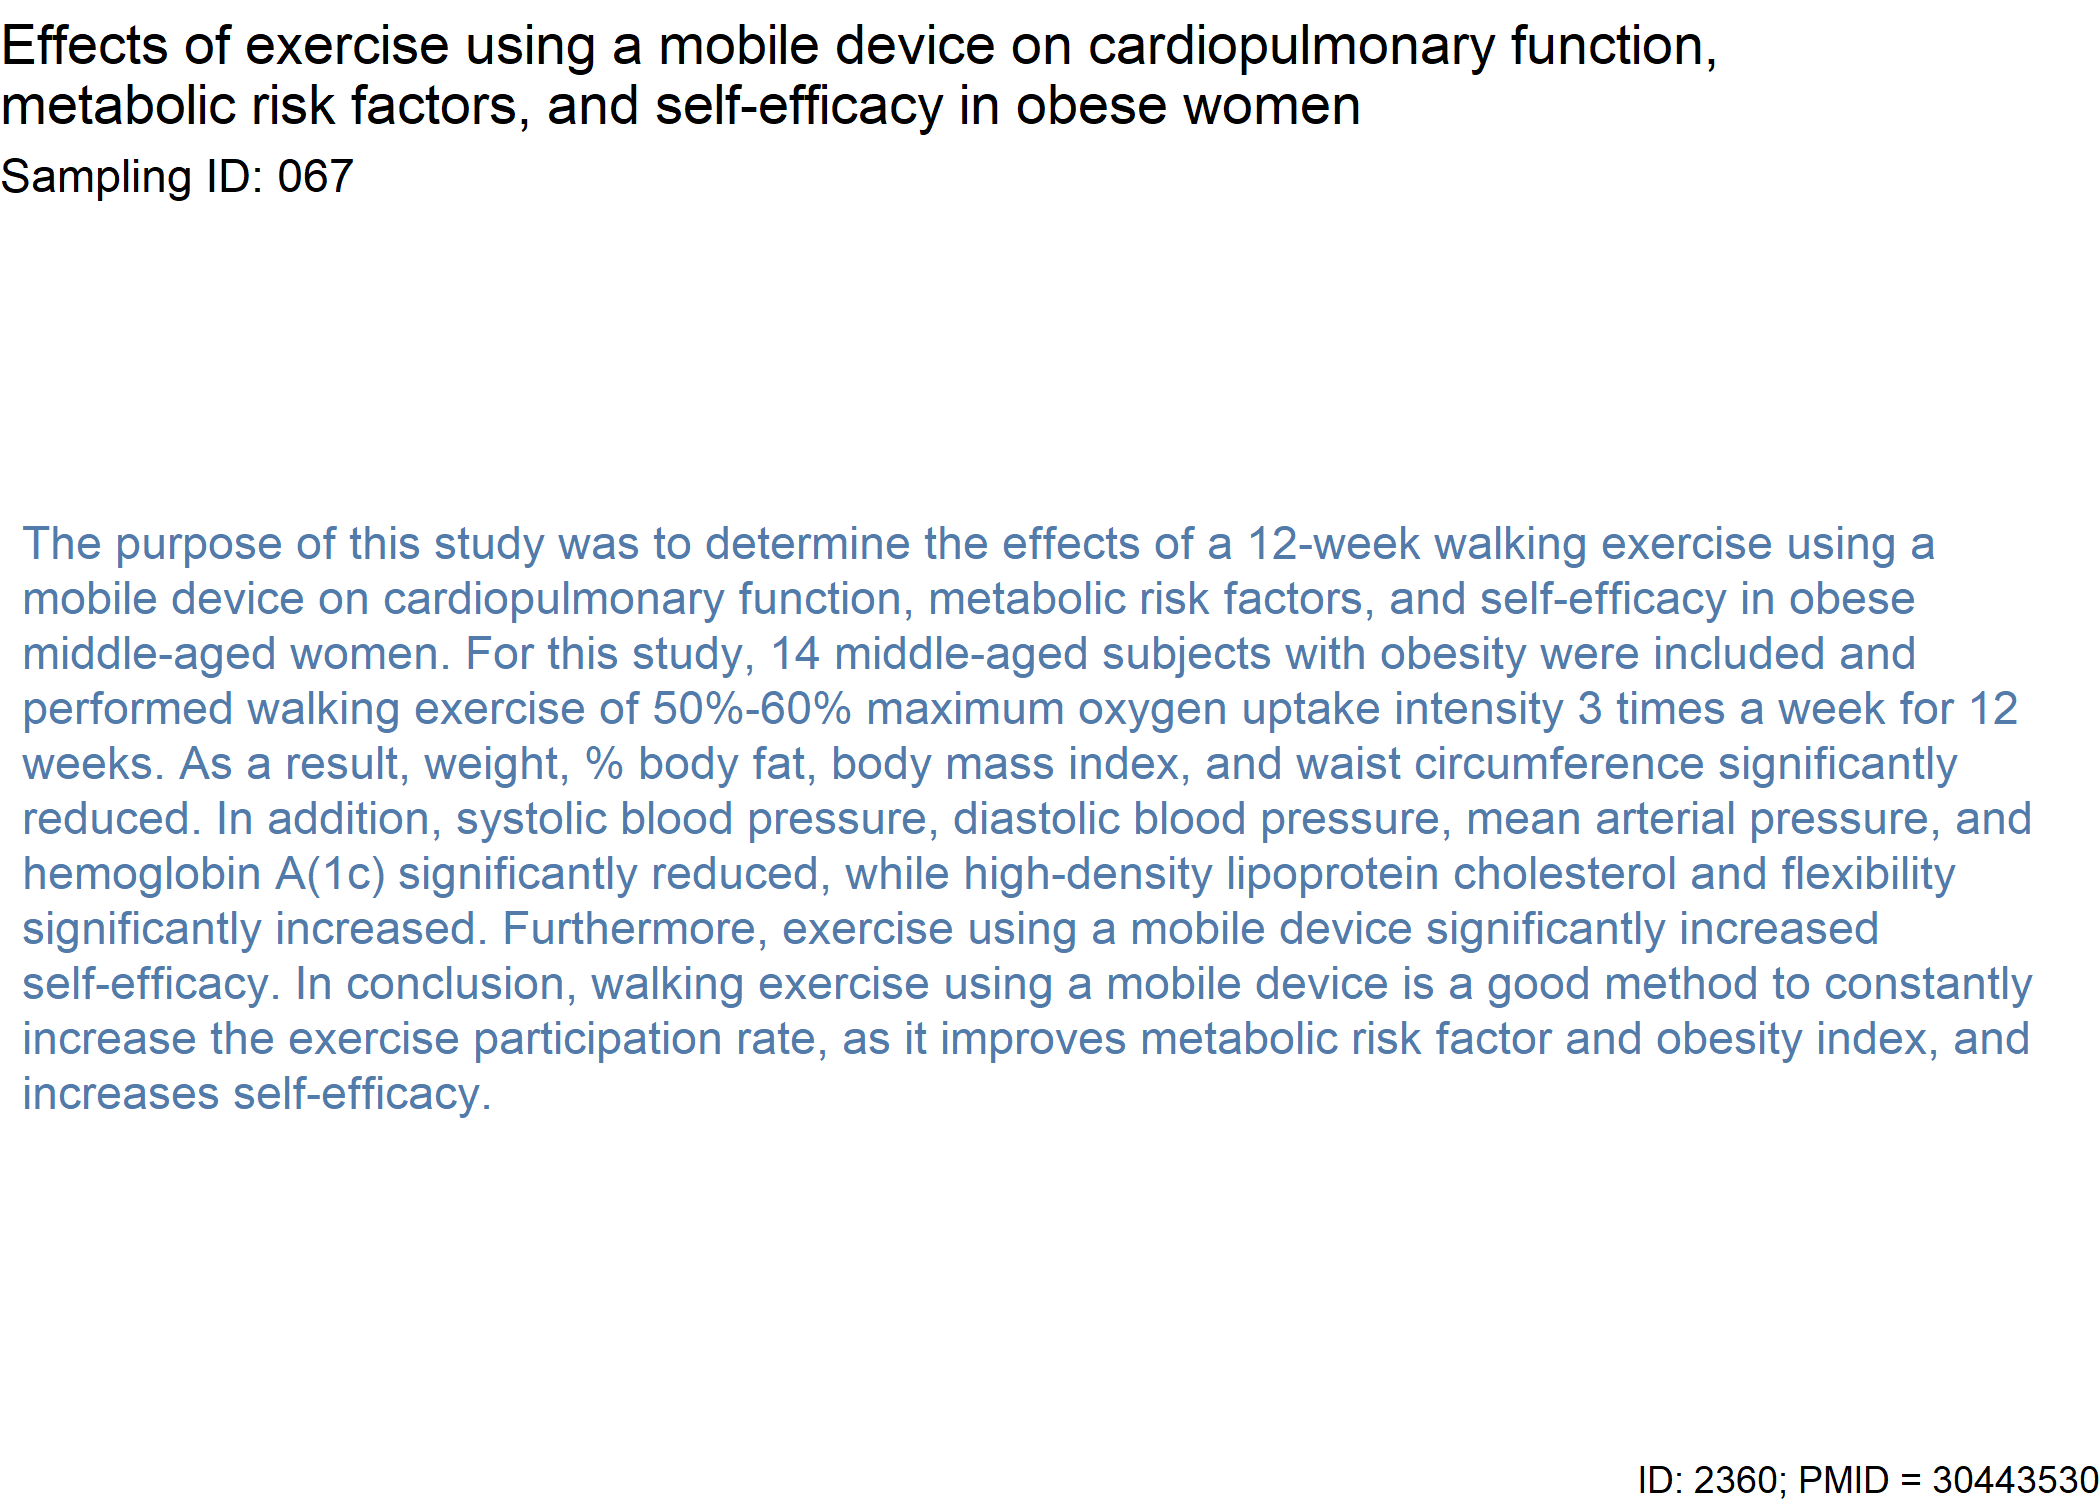 Effects of exercise using a mobile device on cardiopulmonary function,
metabolic risk factors, and self-efficacy in obese women
Sampling ID: 067
The purpose of this study was to determine the effects of a 12-week walking exercise using a
mobile device on cardiopulmonary function, metabolic risk factors, and self-efficacy in obese
middle-aged women. For this study, 14 middle-aged subjects with obesity were included and
performed walking exercise of 50%-60% maximum oxygen uptake intensity 3 times a week for 12
weeks. As a result, weight, % body fat, body mass index, and waist circumference significantly
reduced. In addition, systolic blood pressure, diastolic blood pressure, mean arterial pressure, and
hemoglobin A(1c) significantly reduced, while high-density lipoprotein cholesterol and flexibility
significantly increased. Furthermore, exercise using a mobile device significantly increased
self-efficacy. In conclusion, walking exercise using a mobile device is a good method to constantly
increase the exercise participation rate, as it improves metabolic risk factor and obesity index, and
increases self-efficacy.
ID: 2360; PMID = 30443530